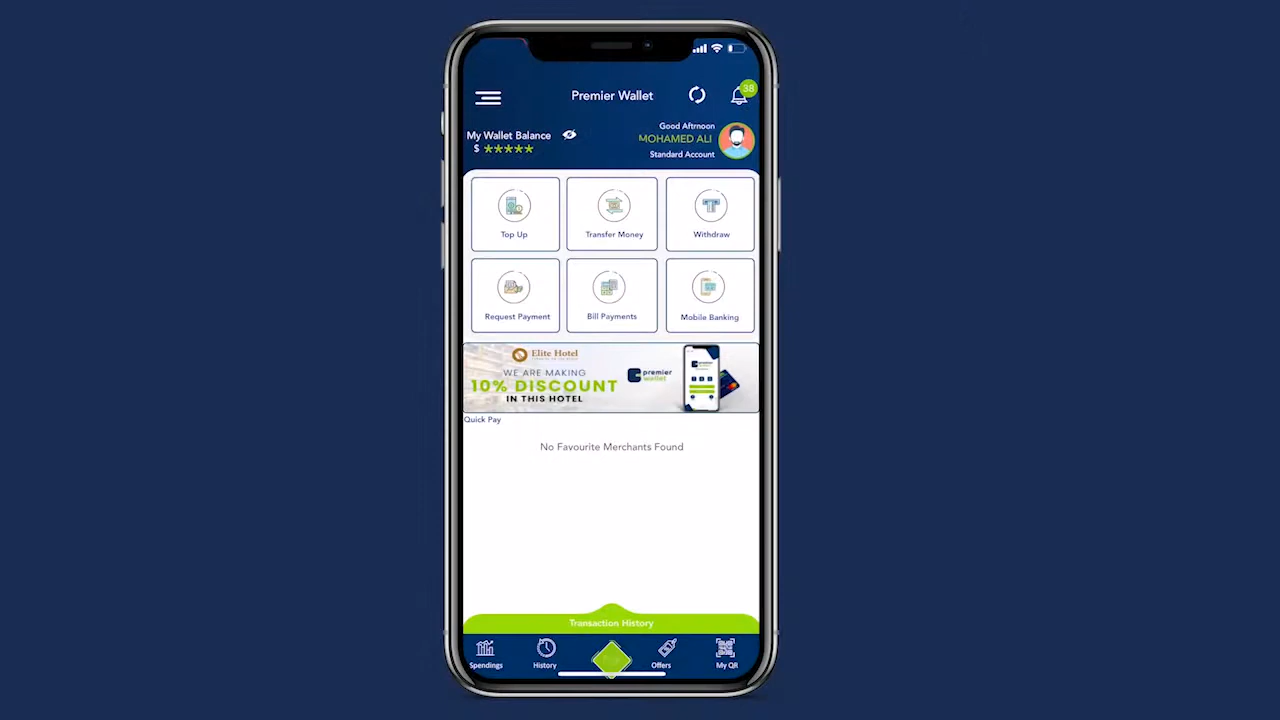 Premier Wallet
38
My Wallet Balance
$ *****
Good Aftrnoon
MOHAMED ALI
Standard Account
Top Up
Transfer Money
Withdraw
Request Payment
Bill Payments
Mobile Banking
Elite Hotel
WE ARE MAKING
10% DISCOUNT
IN THIS HOTEL
premier
wallet
Quick Pay
No Favourite Merchants Found
Transaction History
Spendings
History
Offers
My QR